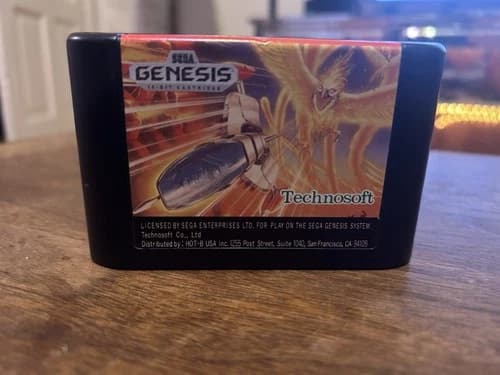 SEGA
GENESIS
16-BIT CARTRIDGE
Technosoft
LICENSED BY SEGA ENTERPRISES LTD. FOR PLAY ON THE SEGA GENESIS SYSTEM.
Technosoft Co., Ltd
Distributed by: HOT-B USA Inc. 1255 Post Street, Suite 1040, San Francisco, CA 94109